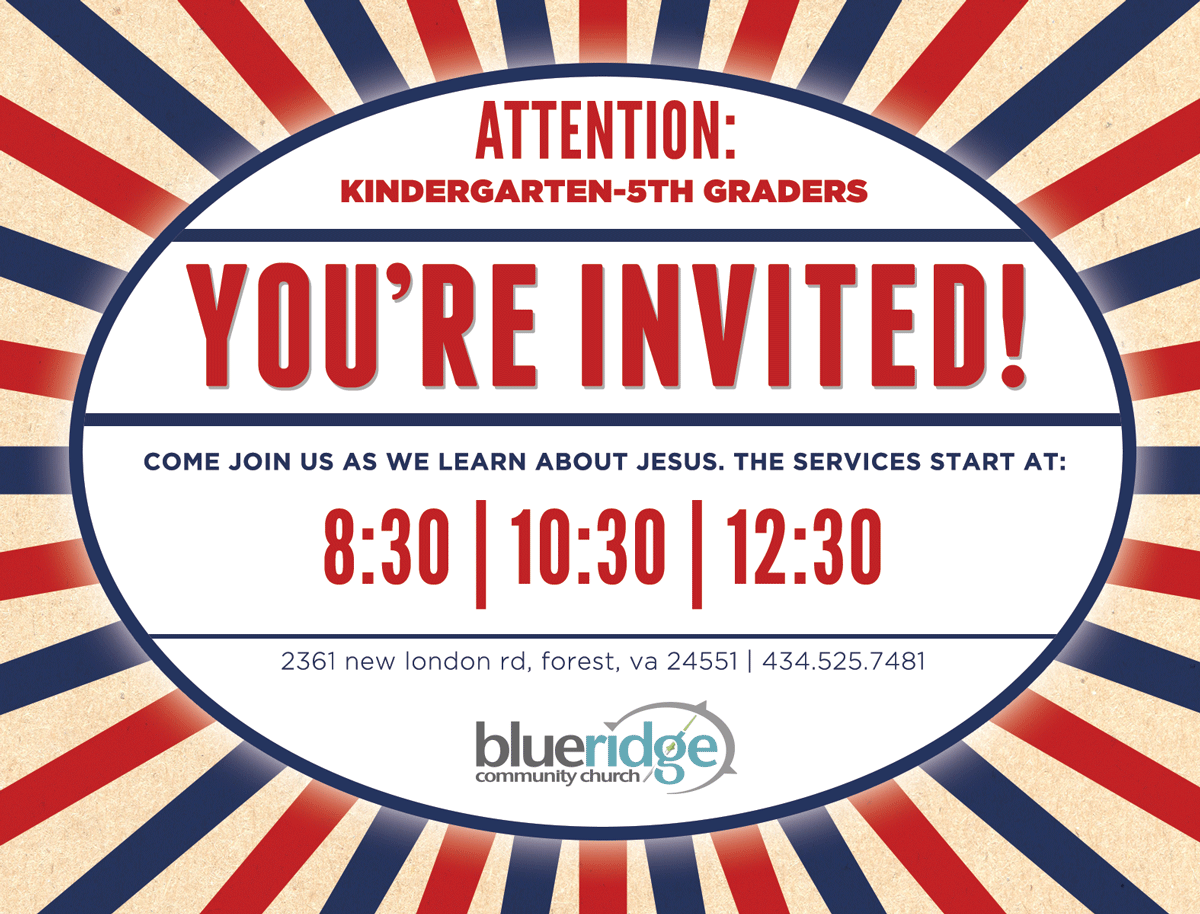 ATTENTION:
KINDERGARTEN-5TH GRADERS
YOU'RE INVITED!
COME JOIN US AS WE LEARN ABOUT JESUS. THE SERVICES START AT:
8:30 | 10:30 | 12:30
2361 new london rd, forest, va 24551 | 434.525.7481
blueridge
community church